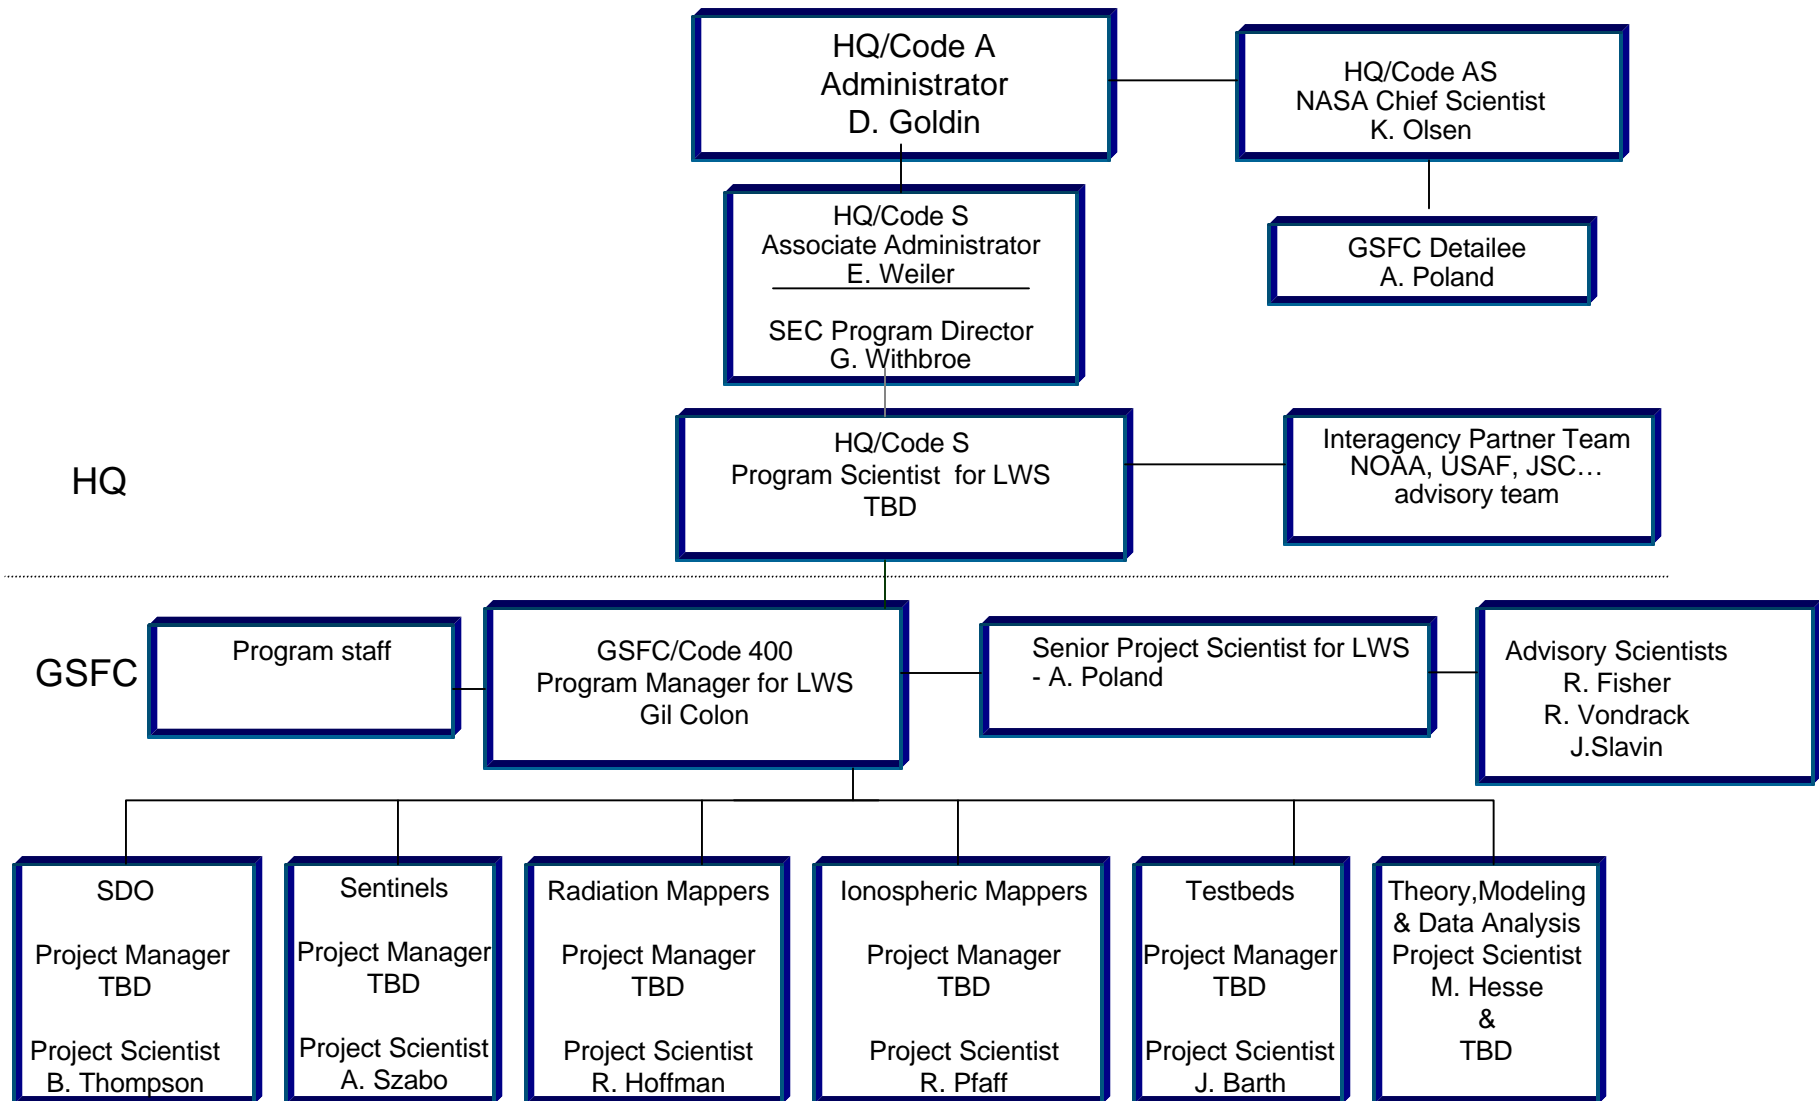 HQ/Code A
Administrator
D. Goldin
HQ/Code AS
NASA Chief Scientist
K. Olsen
HQ/Code S
Associate Administrator
E. Weiler
SEC Program Director
G. Withbroe
GSFC Detailee
A. Poland
HQ
HQ/Code S
Program Scientist for LWS
TBD
Interagency Partner Team
NOAA, USAF, JSC…
advisory team
GSFC
Program staff
GSFC/Code 400
Program Manager for LWS
Gil Colon
Senior Project Scientist for LWS
- A. Poland
Advisory Scientists
R. Fisher
R. Vondrack
J.Slavin
SDO
Project Manager
TBD
Project Scientist
B. Thompson
Sentinels
Project Manager
TBD
Project Scientist
A. Szabo
Radiation Mappers
Project Manager
TBD
Project Scientist
R. Hoffman
Ionospheric Mappers
Project Manager
TBD
Project Scientist
R. Pfaff
Testbeds
Project Manager
TBD
Project Scientist
J. Barth
Theory,Modeling
& Data Analysis
Project Scientist
M. Hesse
&
TBD